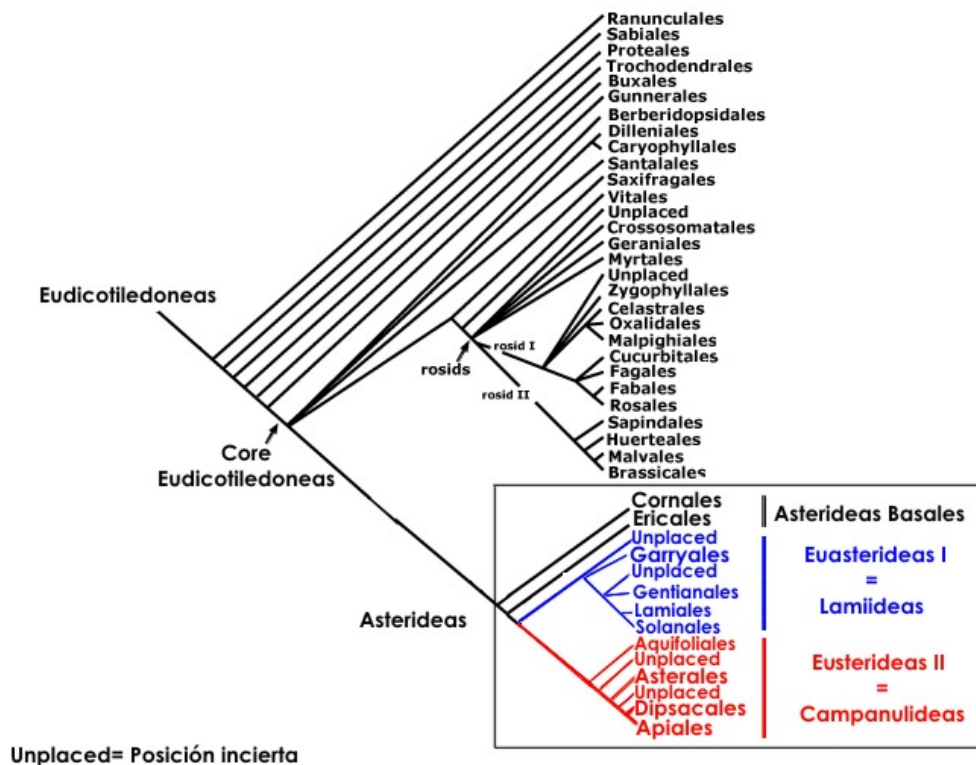 Ranunculales
Sabiales
Proteales
Trochodendrales
Buxales
Gunnerales
Berberidopsidales
Dilleniales
Caryophyllales
Santalales
Saxifragales
Vitales
Unplaced
Crossosomatales
Geraniales
Myrtales
Unplaced
Zygophyllales
Celastrales
Oxalidales
Malpighiales
Cucurbitales
Fagales
Fabales
Rosales
Sapindales
Huerteales
Malvales
Brassicales
Eudicotiledoneas
rosid I
rosids
rosid II
Core
Eudicotiledoneas
Asterideas
Cornales
Ericales
Unplaced
Garryales
Unplaced
Gentianales
Lamiales
Solanales
Aquifoliales
Unplaced
Asterales
Unplaced
Dipsacales
Apiales
Asterideas Basales
Euasterideas I
=
Lamiideas
Eusterideas II
=
Campanulideas
Unplaced= Posición incierta